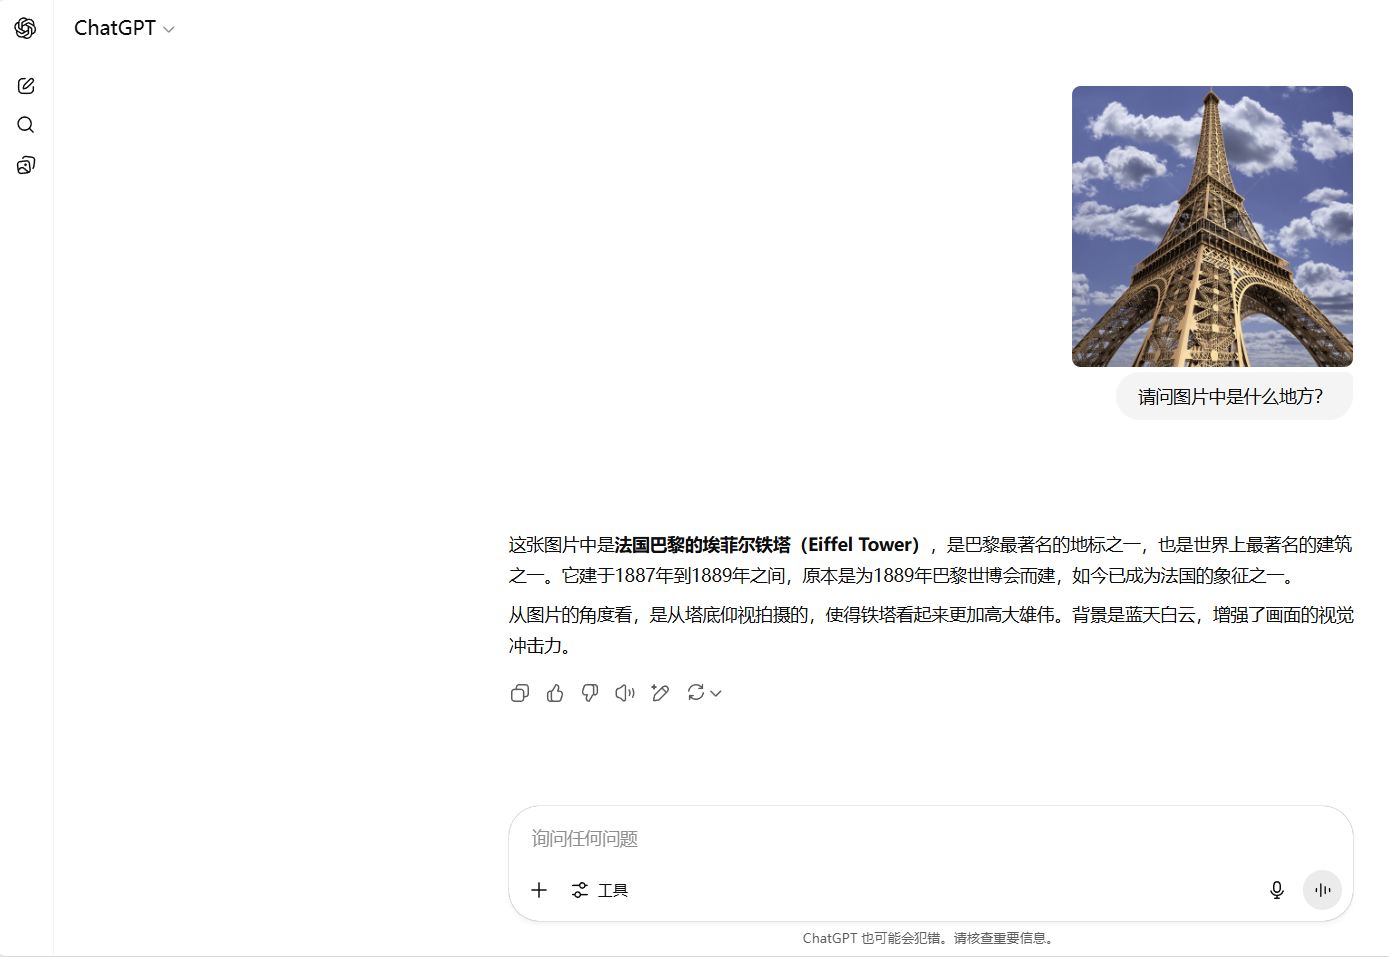 ChatGPT
请问图片中是什么地方？
这张图片中是法国巴黎的埃菲尔铁塔（Eiffel Tower），是巴黎最著名的地标之一，也是世界上最著名的建筑
之一。它建于1887年到1889年之间，原本是为1889年巴黎世博会而建，如今已成为法国的象征之一。
从图片的角度看，是从塔底仰视拍摄的，使得铁塔看起来更加高大雄伟。背景是蓝天白云，增强了画面的视觉
冲击力。
询问任何问题
工具
ChatGPT 也可能会犯错。请核查重要信息。